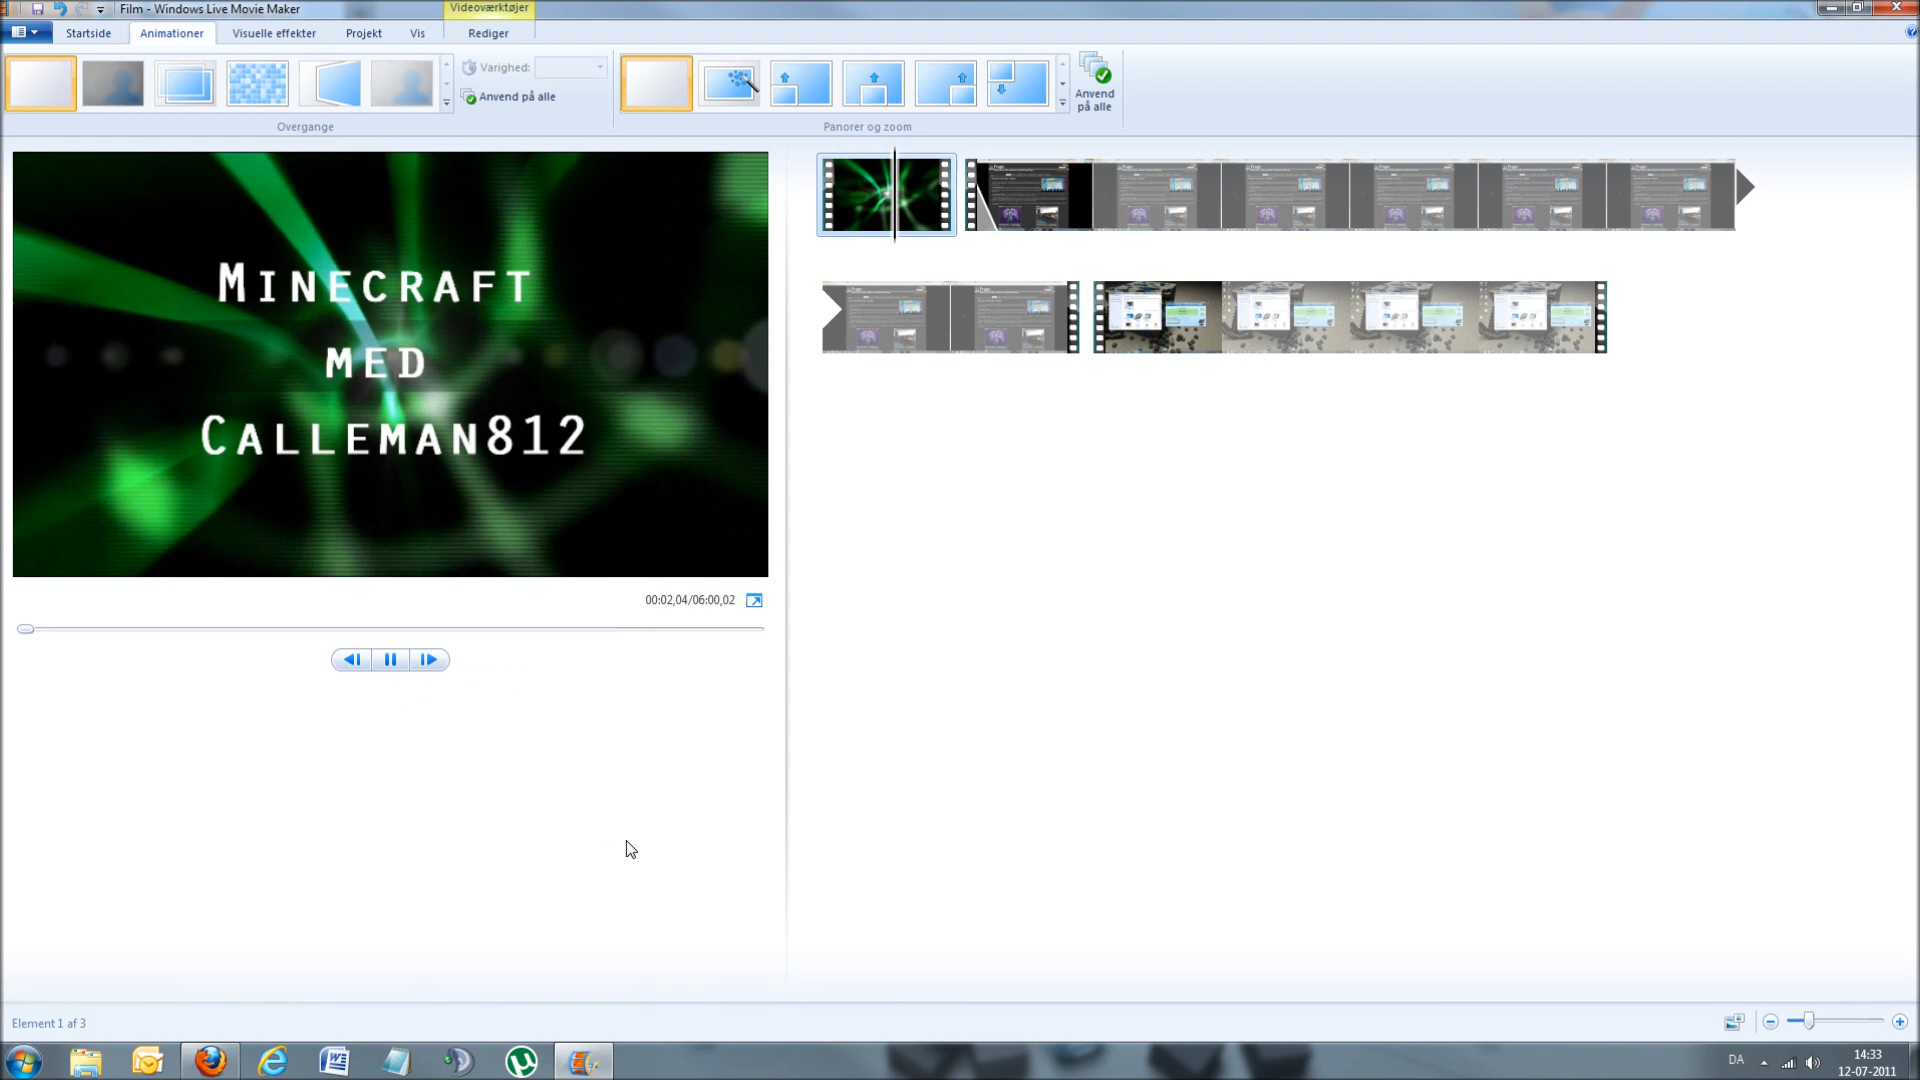 Film - Windows Live Movie Maker
Videoværktøjer
Startside
Animationer
Visuelle effekter
Projekt
Vis
Rediger
Varighed:
Anvend på alle
Overgange
Anvend
på alle
Panorer og zoom
MINECRAFT
MED
CALLEMAN812
00:02,04/06:00,02
Element 1 af 3
DA
14:33
12-07-2011